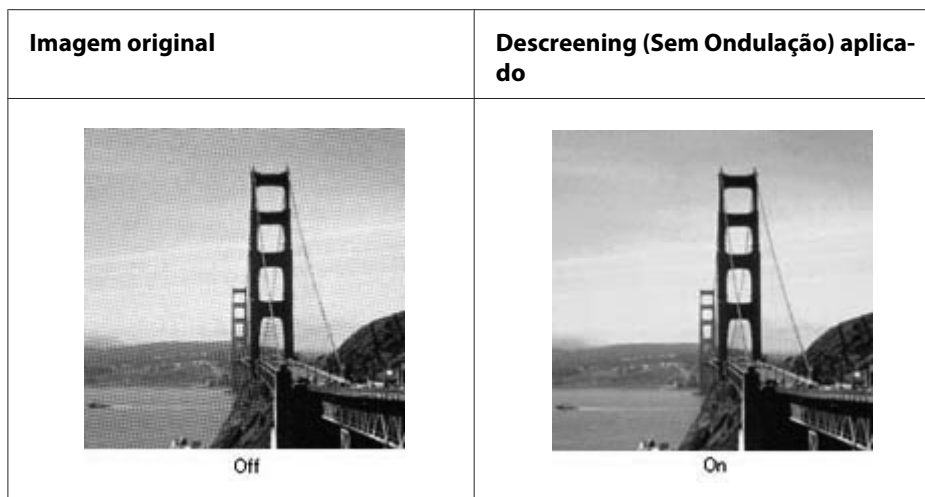 Imagem original
Descreening (Sem Ondulação) aplica-
do
Off
On